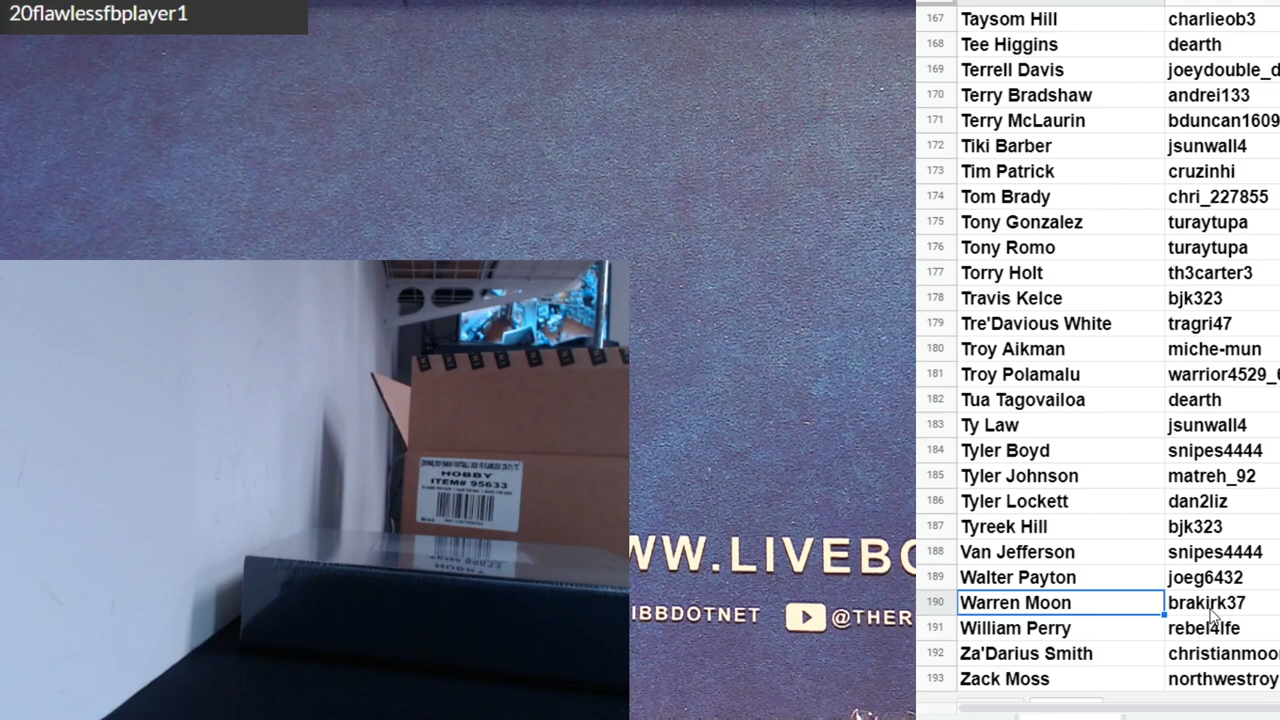 20flawlessfbplayer1
167 Taysom Hill charlieob3
168 Tee Higgins dearth
169 Terrell Davis joeydouble_d
170 Terry Bradshaw andrei133
171 Terry McLaurin bduncan1609
172 Tiki Barber jsunwall4
173 Tim Patrick cruzinhi
174 Tom Brady chri_227855
175 Tony Gonzalez turaytupa
176 Tony Romo turaytupa
177 Torry Holt th3carter3
178 Travis Kelce bjk323
179 Tre'Davious White tragri47
180 Troy Aikman miche-mun
181 Troy Polamalu warrior4529_6
182 Tua Tagovailoa dearth
183 Ty Law jsunwall4
184 Tyler Boyd snipes4444
185 Tyler Johnson matreh_92
186 Tyler Lockett dan2liz
187 Tyreek Hill bjk323
188 Van Jefferson snipes4444
189 Walter Payton joeg6432
190 Warren Moon brakirk37
191 William Perry rebel4lfe
192 Za'Darius Smith christianmoo
193 Zack Moss northwestroy
HOBBY
ITEM# 95633
WW.LIVEBO
IBBDOTNET @THER